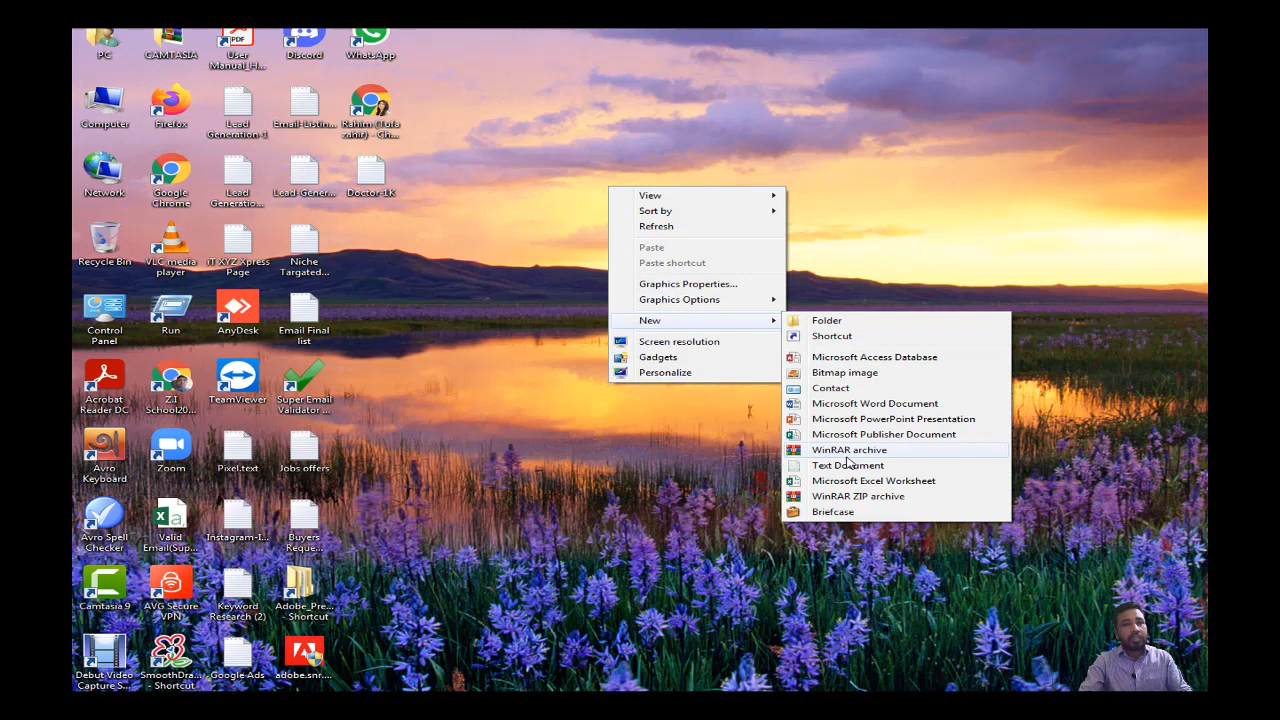 PC
CAMTASIA
User
Manual_H...
Discord
WhatsApp
Computer
Firefox
Lead
Generation-1
Email-Listin...
Rahim (Tufa
zahir) - Ch...
Network
Google
Chrome
Lead
Generatio...
Lead-Gener...
Doctor-1K
Recycle Bin
VLC media
player
iT XYZ Xpress
Page
Niche
Targated...
Control
Panel
Run
AnyDesk
Email Final
list
Acrobat
Reader DC
Z.I
School20...
TeamViewer
Super Email
Validator ...
Avro
Keyboard
Zoom
Pixel.text
Jobs offers
Avro Spell
Checker
Valid
Email(Sup...
Instagram-I...
Buyers
Reque...
Camtasia 9
AVG Secure
VPN
Keyword
Research (2)
Adobe_Pre...
- Shortcut
Debut Video
Capture S...
SmoothDra...
- Shortcut
Google Ads
adobe.snr....
View
Sort by
Refresh
Paste
Paste shortcut
Graphics Properties...
Graphics Options
New
Screen resolution
Gadgets
Personalize
Folder
Shortcut
Microsoft Access Database
Bitmap image
Contact
Microsoft Word Document
Microsoft PowerPoint Presentation
Microsoft Publisher Document
WinRAR archive
Text Document
Microsoft Excel Worksheet
WinRAR ZIP archive
Briefcase